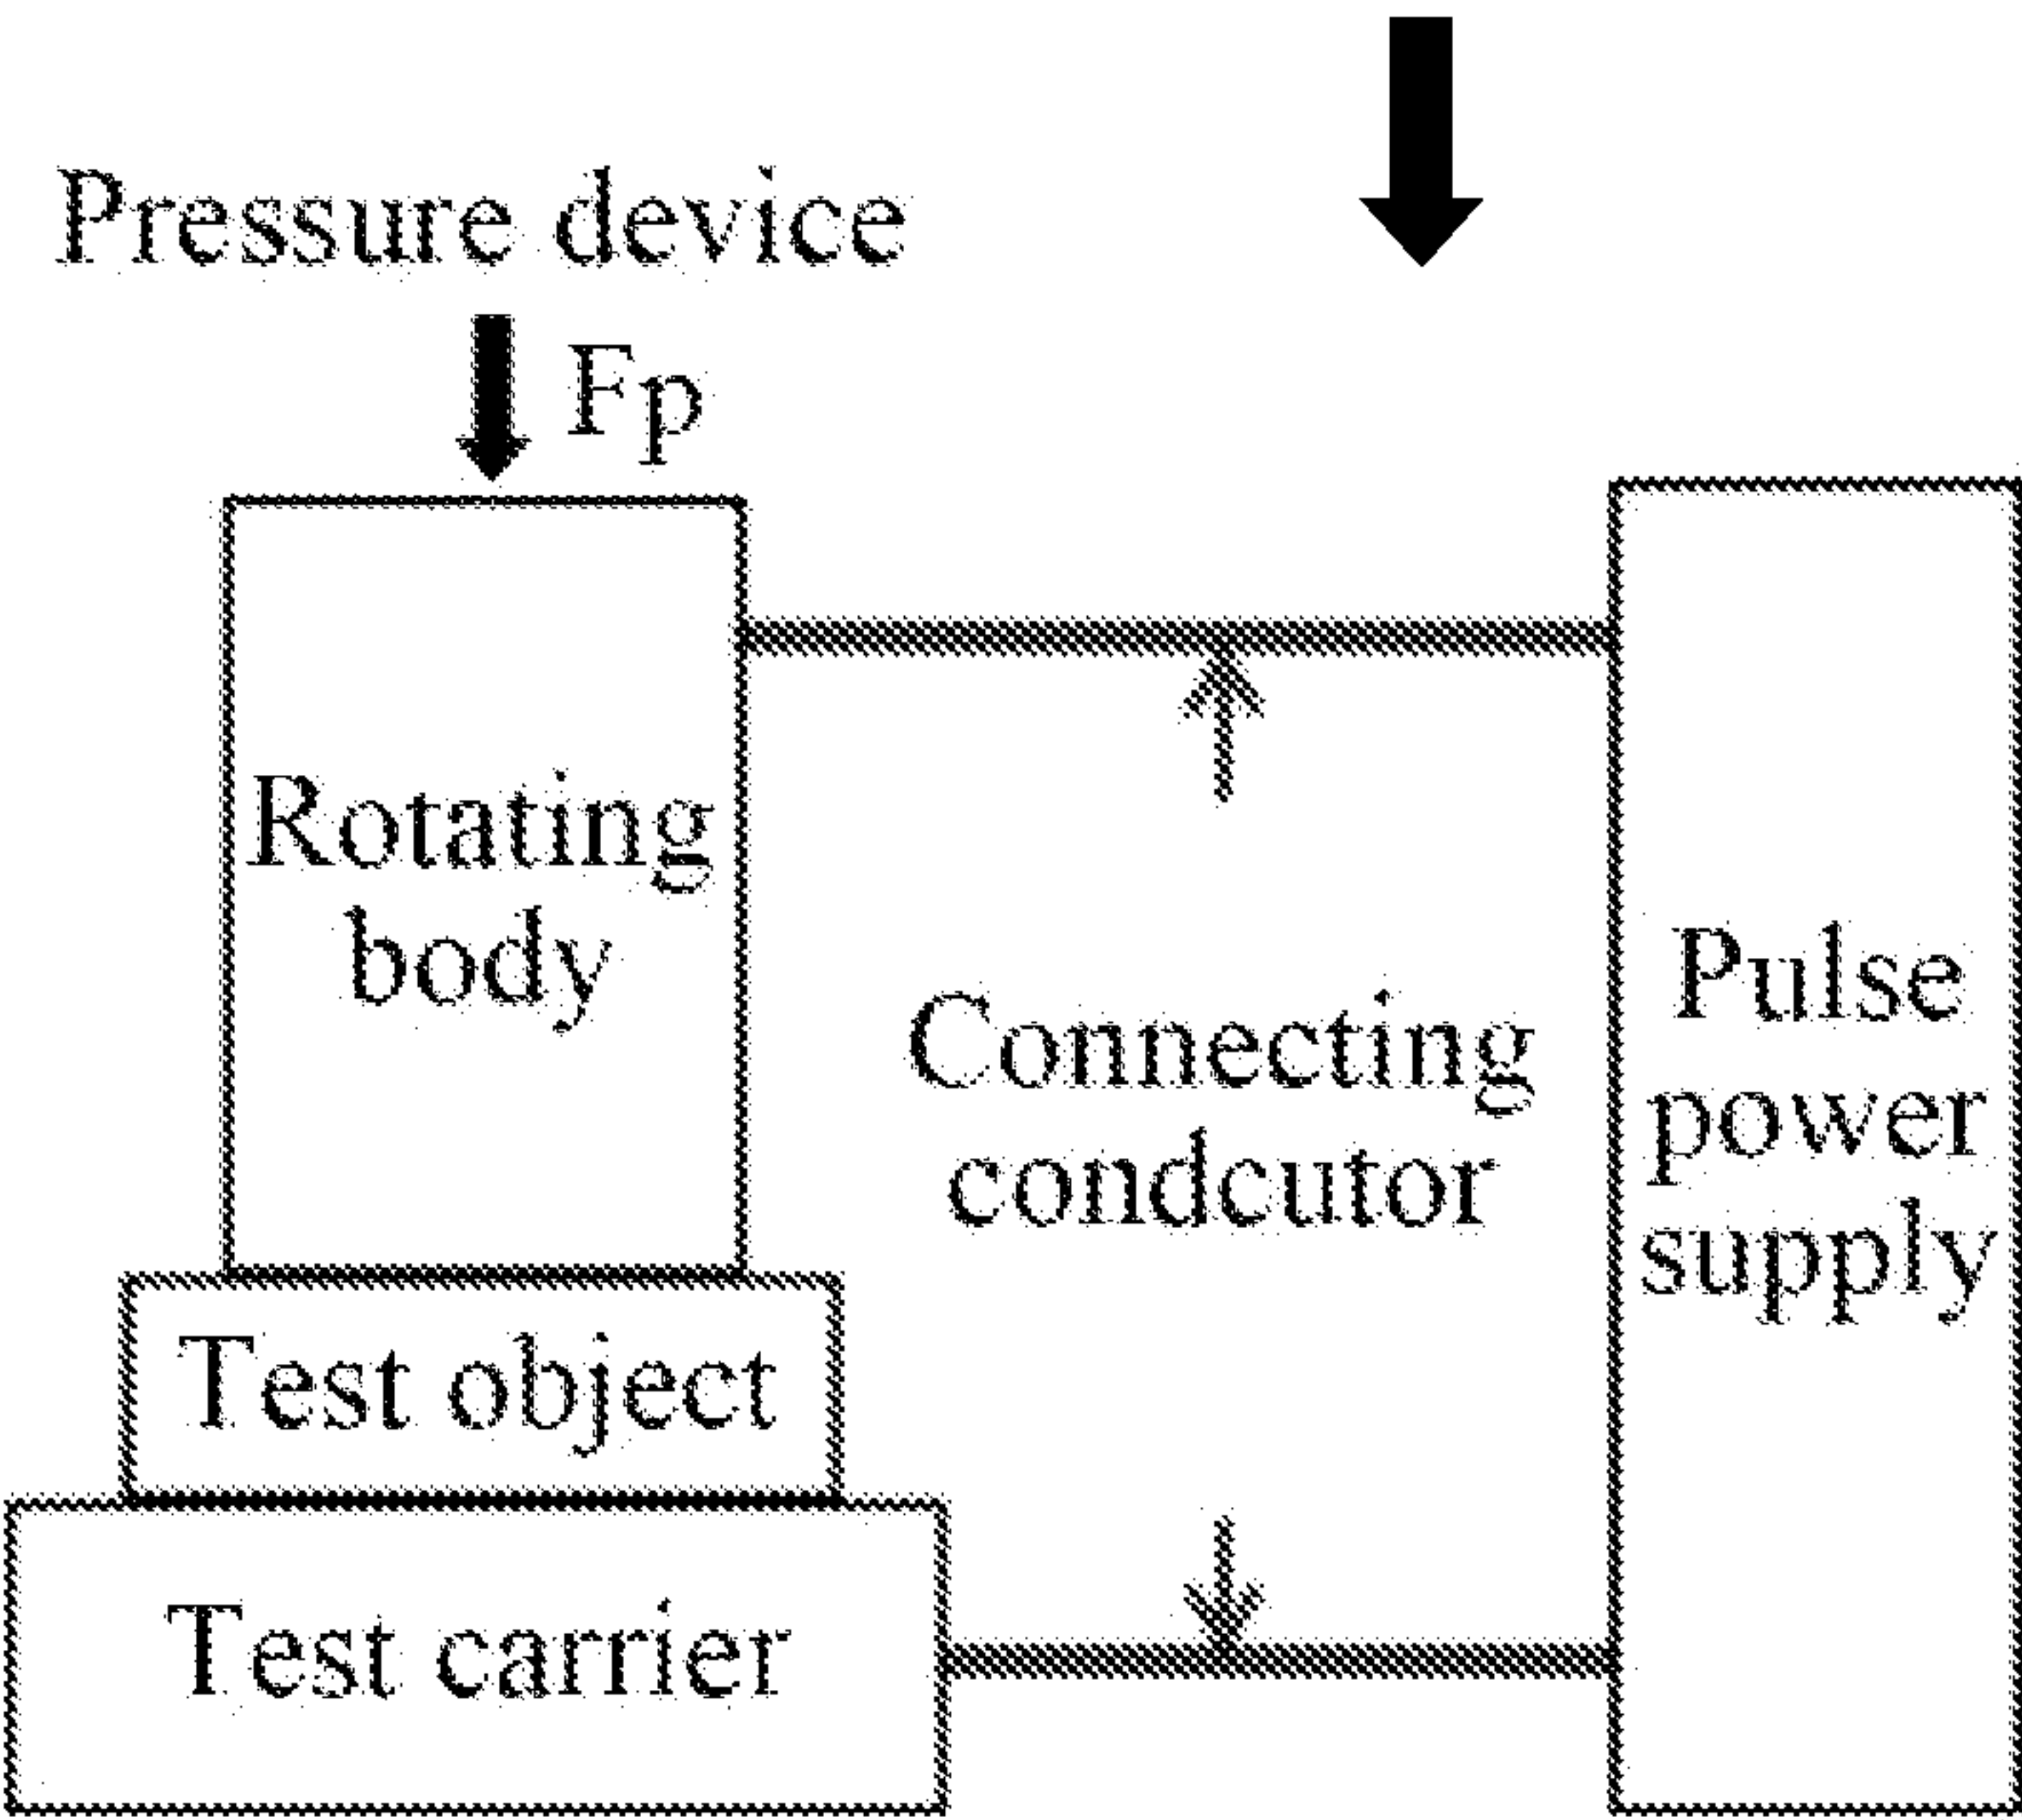 Pressure device
Fp
Rotating
body
Connecting
condcutor
Pulse
power
supply
Test object
Test carrier